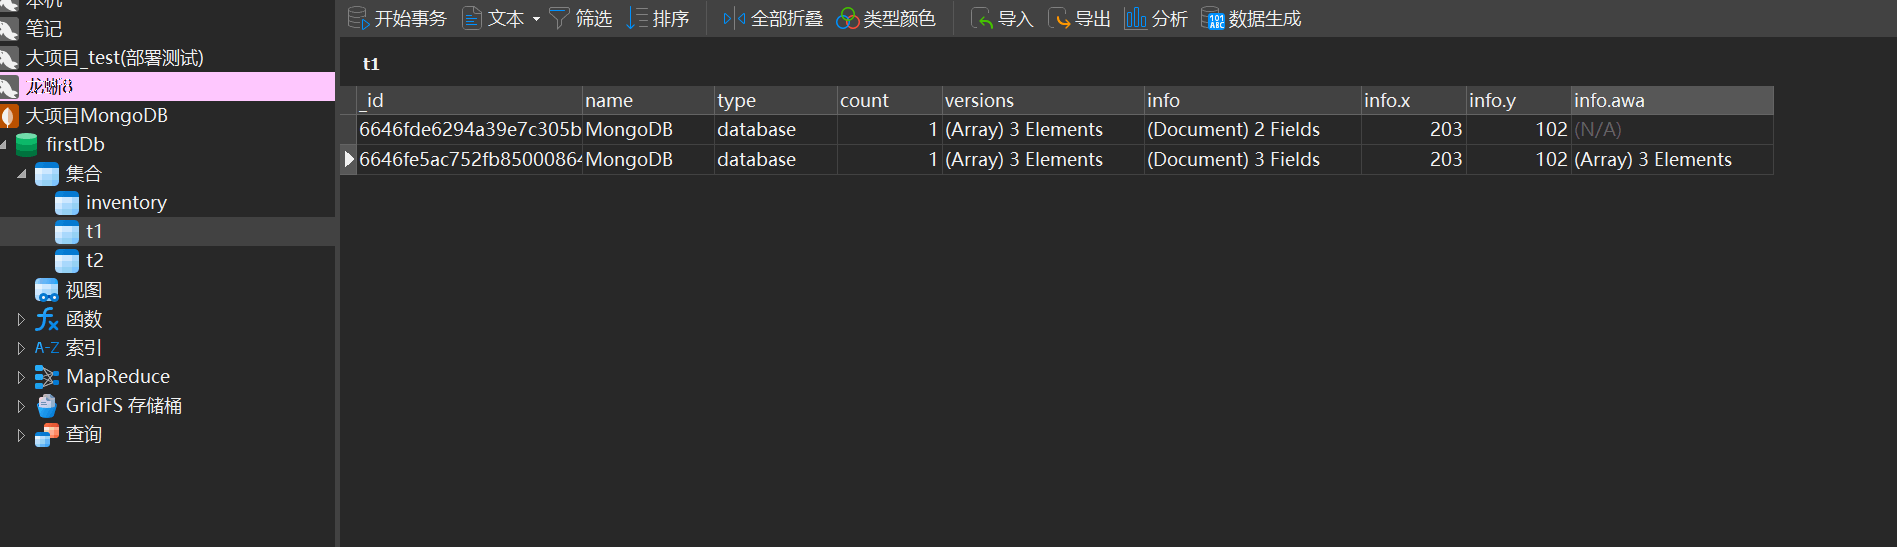 本机
笔记
大项目_test(部署测试)
龙蜥8
大项目MongoDB
firstDb
集合
inventory
t1
t2
视图
函数
A-Z 索引
MapReduce
GridFS 存储桶
查询
开始事务 文本 筛选 排序 全部折叠 类型颜色 导入 导出 分析 数据生成
t1
_id name type count versions info info.x info.y info.awa
6646fde6294a39e7c305b MongoDB database 1 (Array) 3 Elements (Document) 2 Fields 203 102 (N/A)
6646fe5ac752fb85000864 MongoDB database 1 (Array) 3 Elements (Document) 3 Fields 203 102 (Array) 3 Elements